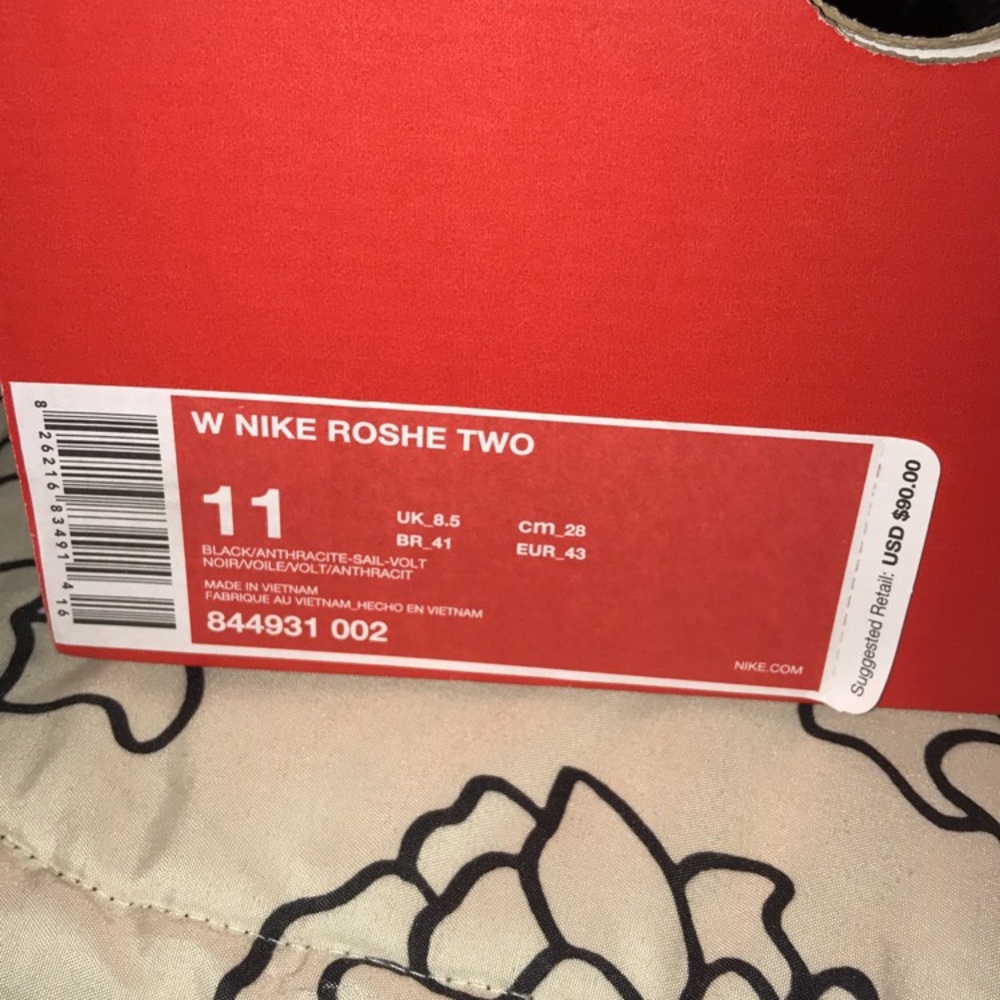 8 26216 83491 4 16
W NIKE ROSHE TWO
11
UK_8.5 cm_28
BR_41 EUR_43
BLACK/ANTHRACITE-SAIL-VOLT
NOIR/VOILE/VOLT/ANTHRACIT
MADE IN VIETNAM
FABRIQUE AU VIETNAM_HECHO EN VIETNAM
844931 002
NIKE.COM
Suggested Retail: USD $90.00